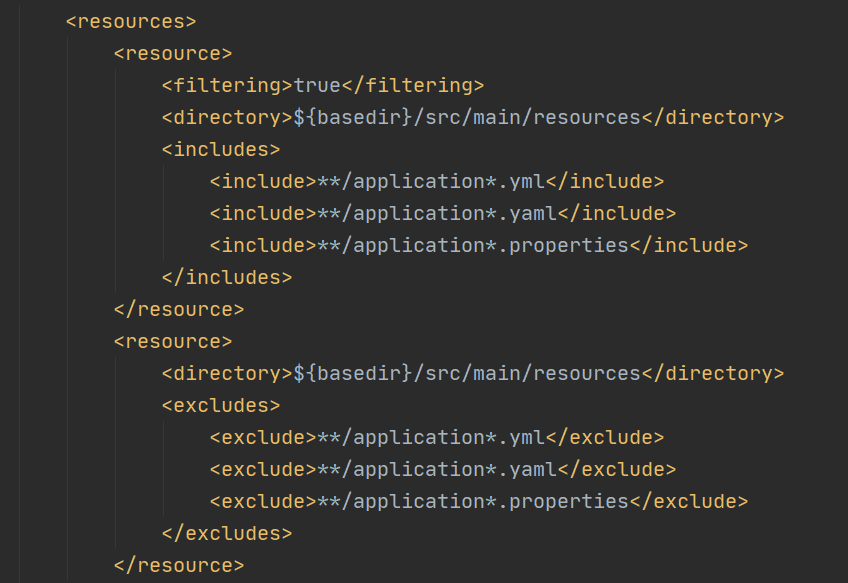 <resources>
<resource>
<filtering>true</filtering>
<directory>${basedir}/src/main/resources</directory>
<includes>
<include>**/application*.yml</include>
<include>**/application*.yaml</include>
<include>**/application*.properties</include>
</includes>
</resource>
<resource>
<directory>${basedir}/src/main/resources</directory>
<excludes>
<exclude>**/application*.yml</exclude>
<exclude>**/application*.yaml</exclude>
<exclude>**/application*.properties</exclude>
</excludes>
</resource>